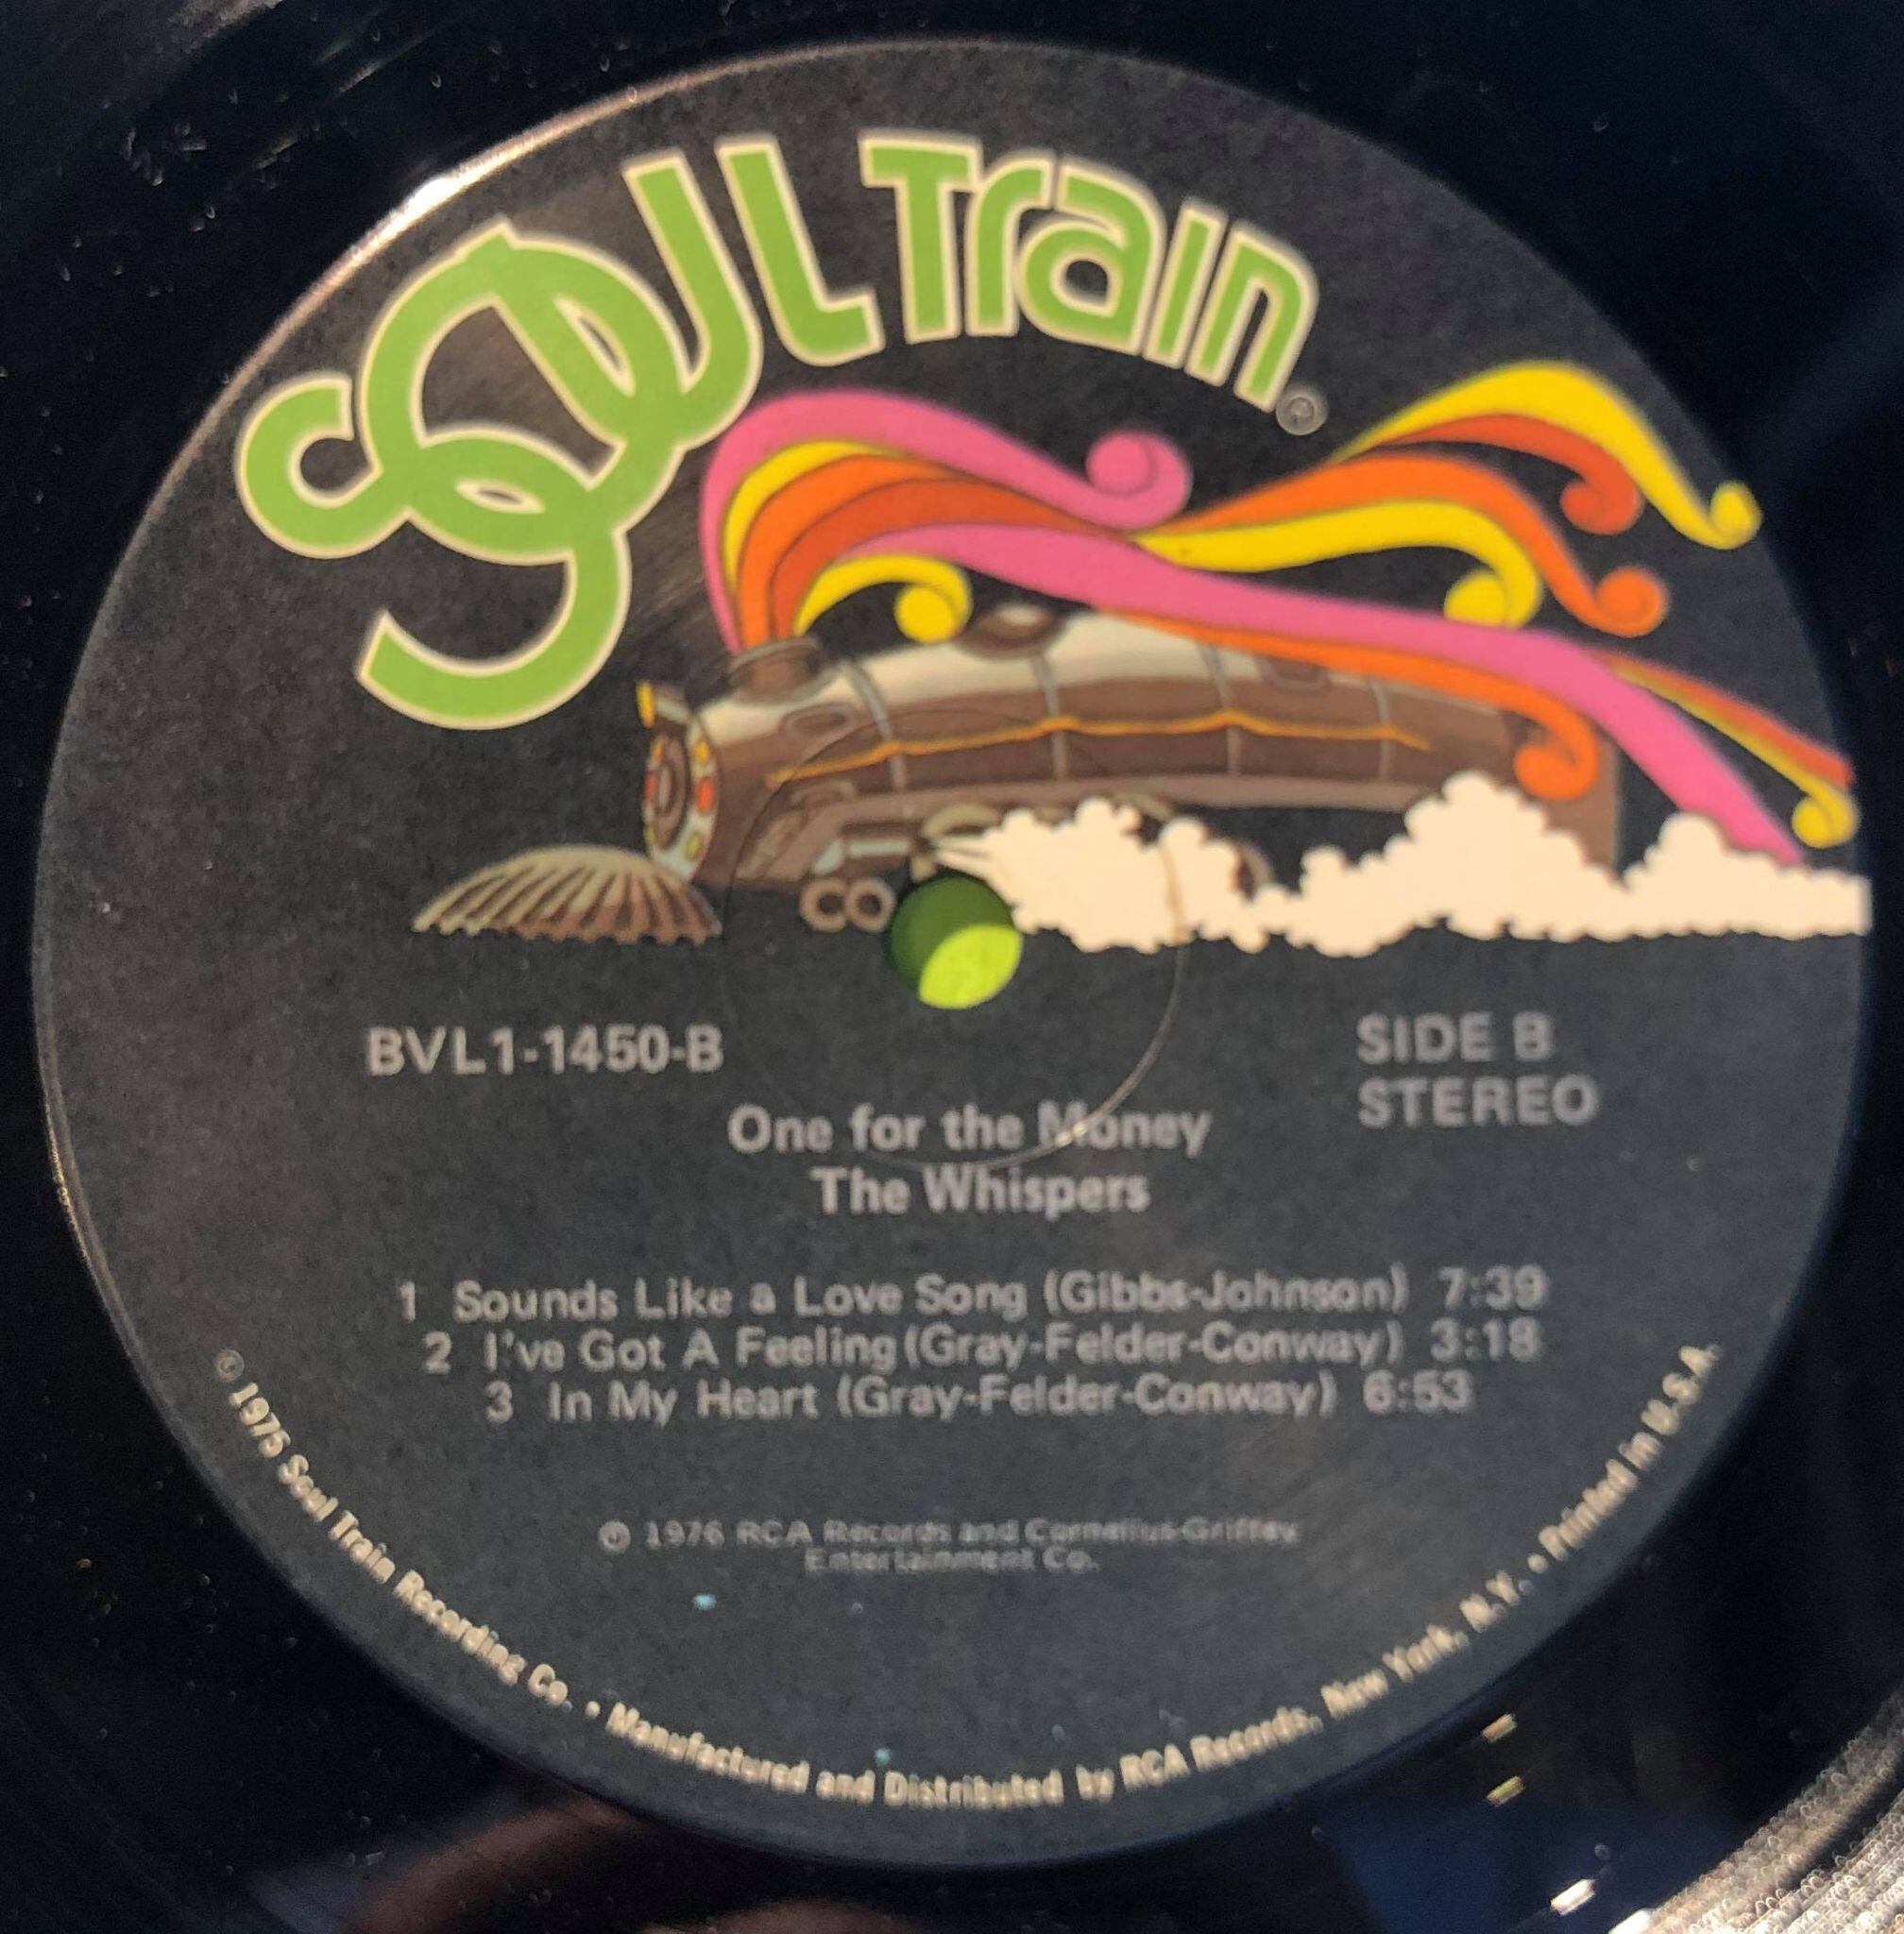 SOUL Train®
BVL1-1450-B
SIDE B
STEREO
One for the Money
The Whispers
1 Sounds Like a Love Song (Gibbs-Johnson) 7:39
2 I've Got A Feeling (Gray-Felder-Conway) 3:18
3 In My Heart (Gray-Felder-Conway) 6:53
℗ 1976 RCA Records and Cornelius-Griffey
Entertainment Co.
© 1975 Soul Train Recording Co. • Manufactured and Distributed by RCA Records, New York, N.Y. • Printed in U.S.A.